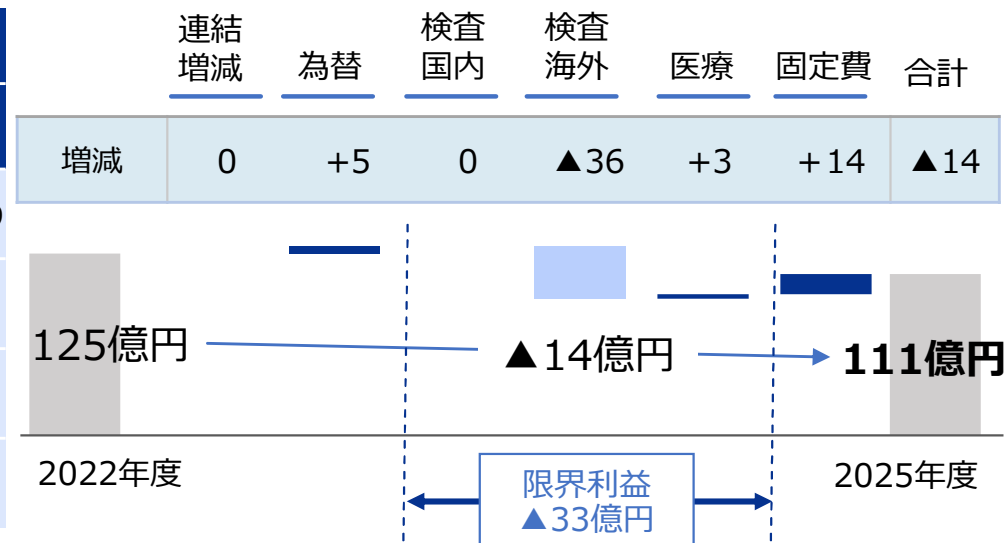 連結
増減
為替
検査
国内
検査
海外
医療
固定費
合計
増減 0 +5 0 ▲36 +3 +14 ▲14
125億円
▲14億円
111億円
2022年度
2025年度
限界利益
▲33億円